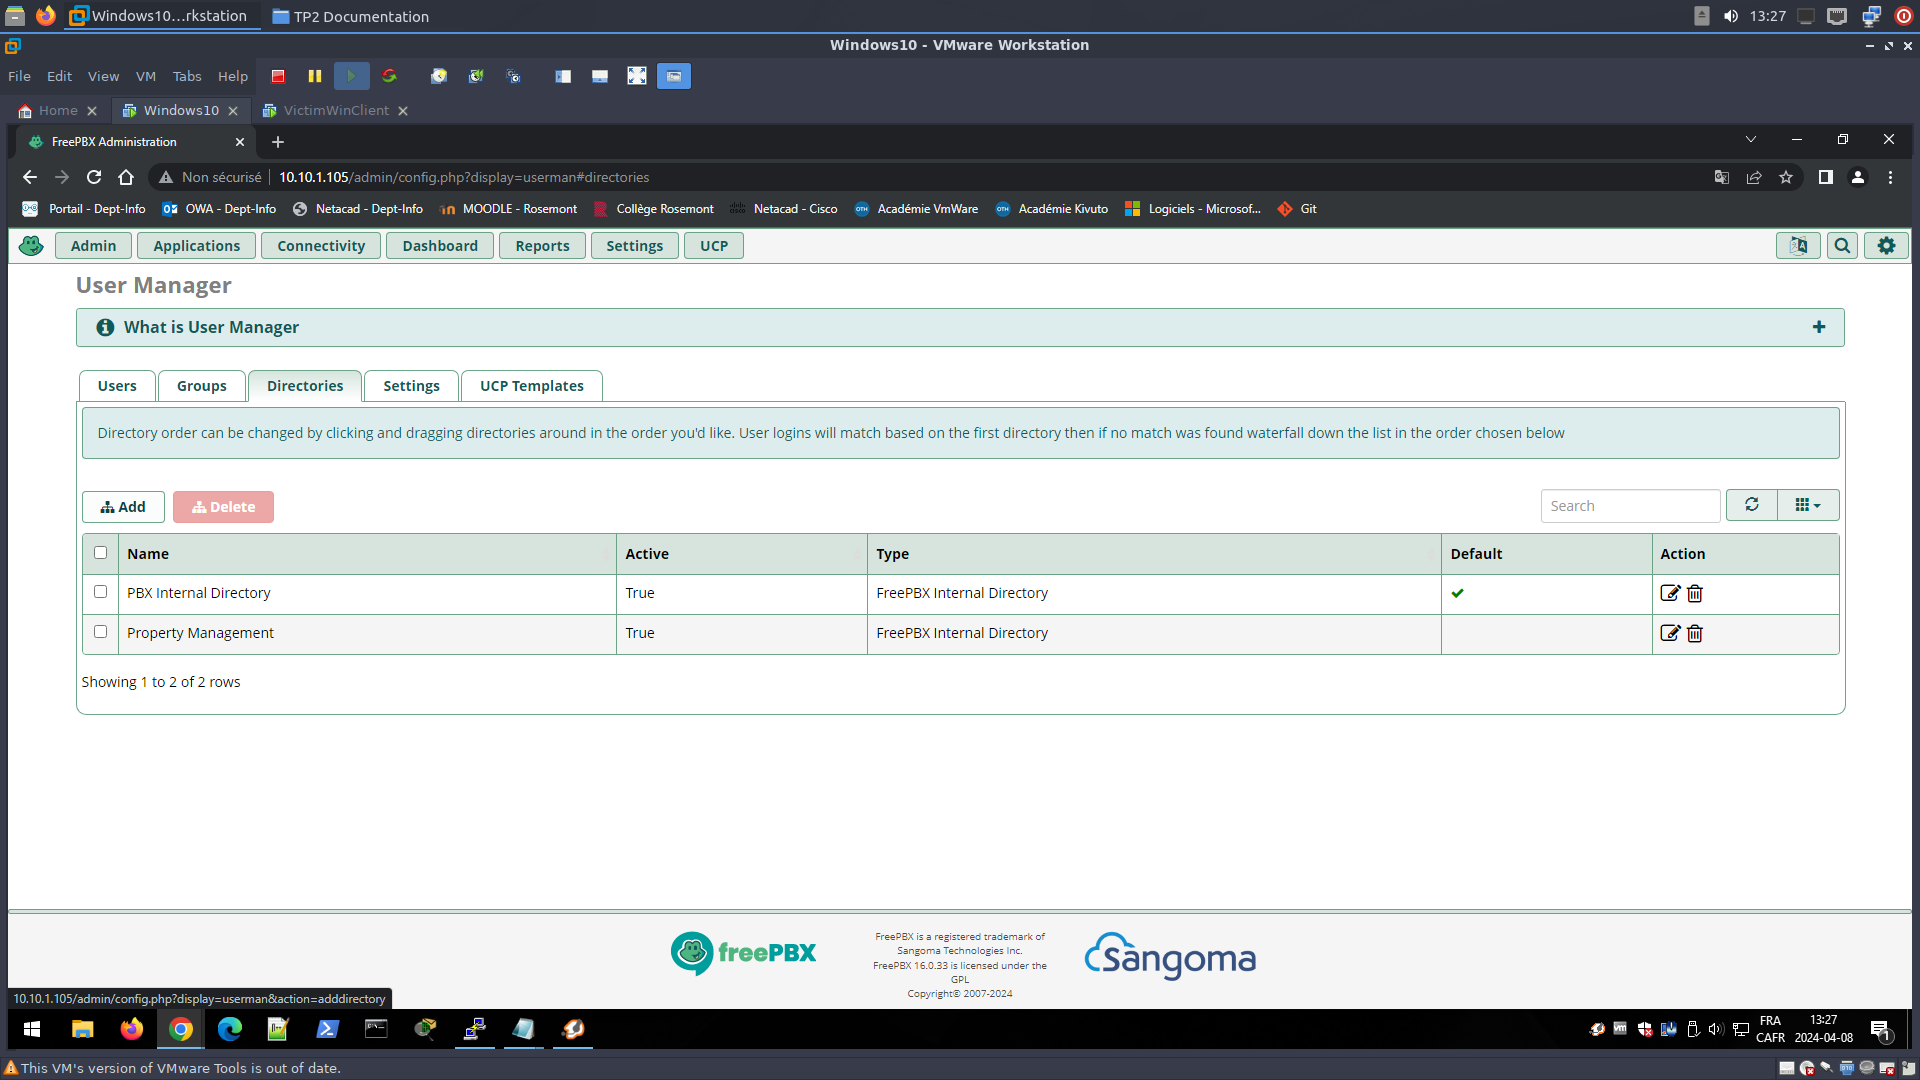 Windows10...rkstation
TP2 Documentation
13:27
Windows10 - VMware Workstation
File Edit View VM Tabs Help
Home
Windows10
VictimWinClient
FreePBX Administration
Non sécurisé
10.10.1.105/admin/config.php?display=userman#directories
Portail - Dept-Info
OWA - Dept-Info
Netacad - Dept-Info
MOODLE - Rosemont
Collège Rosemont
Netacad - Cisco
Académie VmWare
Académie Kivuto
Logiciels - Microsof...
Git
Admin Applications Connectivity Dashboard Reports Settings UCP
User Manager
What is User Manager
Users Groups Directories Settings UCP Templates
Directory order can be changed by clicking and dragging directories around in the order you'd like. User logins will match based on the first directory then if no match was found waterfall down the list in the order chosen below
Add Delete Search
Name Active Type Default Action
PBX Internal Directory True FreePBX Internal Directory
Property Management True FreePBX Internal Directory
Showing 1 to 2 of 2 rows
freePBX
FreePBX is a registered trademark of
Sangoma Technologies Inc.
FreePBX 16.0.33 is licensed under the
GPL
Copyright© 2007-2024
Sangoma
10.10.1.105/admin/config.php?display=userman&action=adddirectory
FRA
CAFR
13:27
2024-04-08
1
This VM's version of VMware Tools is out of date.